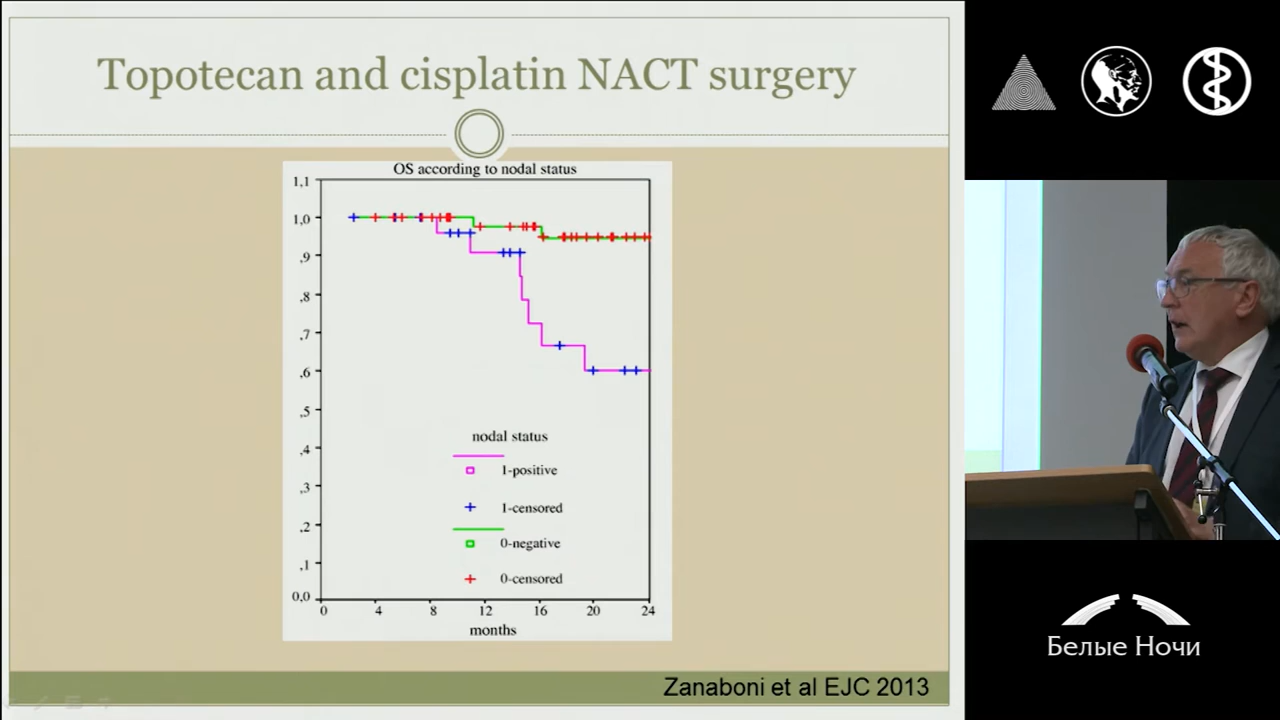 Topotecan and cisplatin NACT surgery
OS according to nodal status
1,1
1,0
,9
,8
,7
,6
,5
,4
,3
,2
,1
0,0
nodal status
1-positive
1-censored
0-negative
0-censored
0 4 8 12 16 20 24
months
Zanaboni et al EJC 2013
Белые Ночи